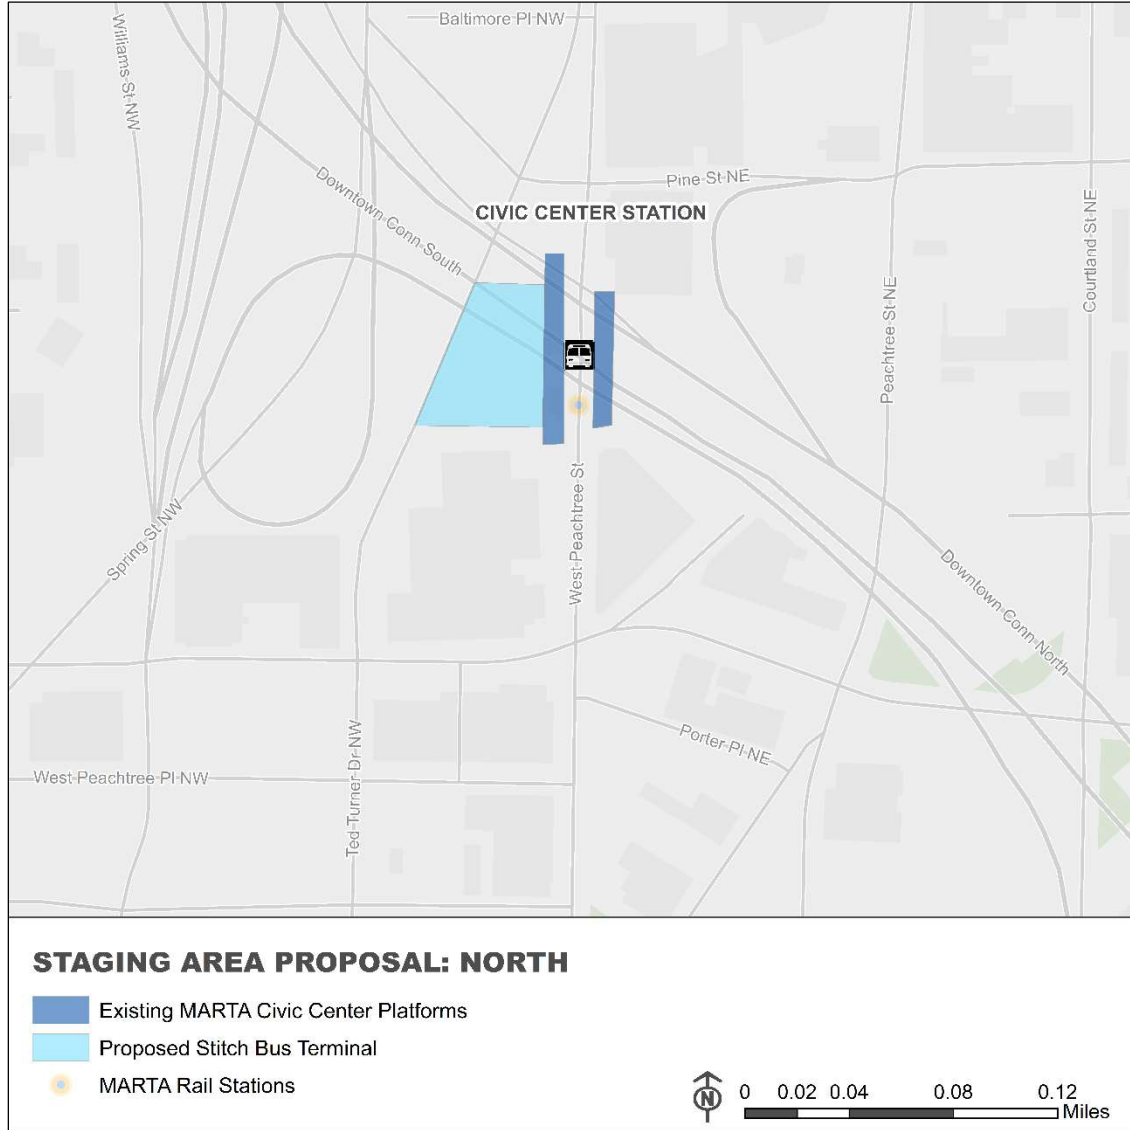 Baltimore Pl NW
Williams St NW
Pine St NE
Downtown Conn South
CIVIC CENTER STATION
Courtland St NE
Peachtree St NE
West Peachtree St
Spring St NW
Downtown Conn North
Porter Pl NE
Ted Turner Dr NW
West Peachtree Pl NW
STAGING AREA PROPOSAL: NORTH
Existing MARTA Civic Center Platforms
Proposed Stitch Bus Terminal
MARTA Rail Stations
N
0 0.02 0.04 0.08 0.12
Miles